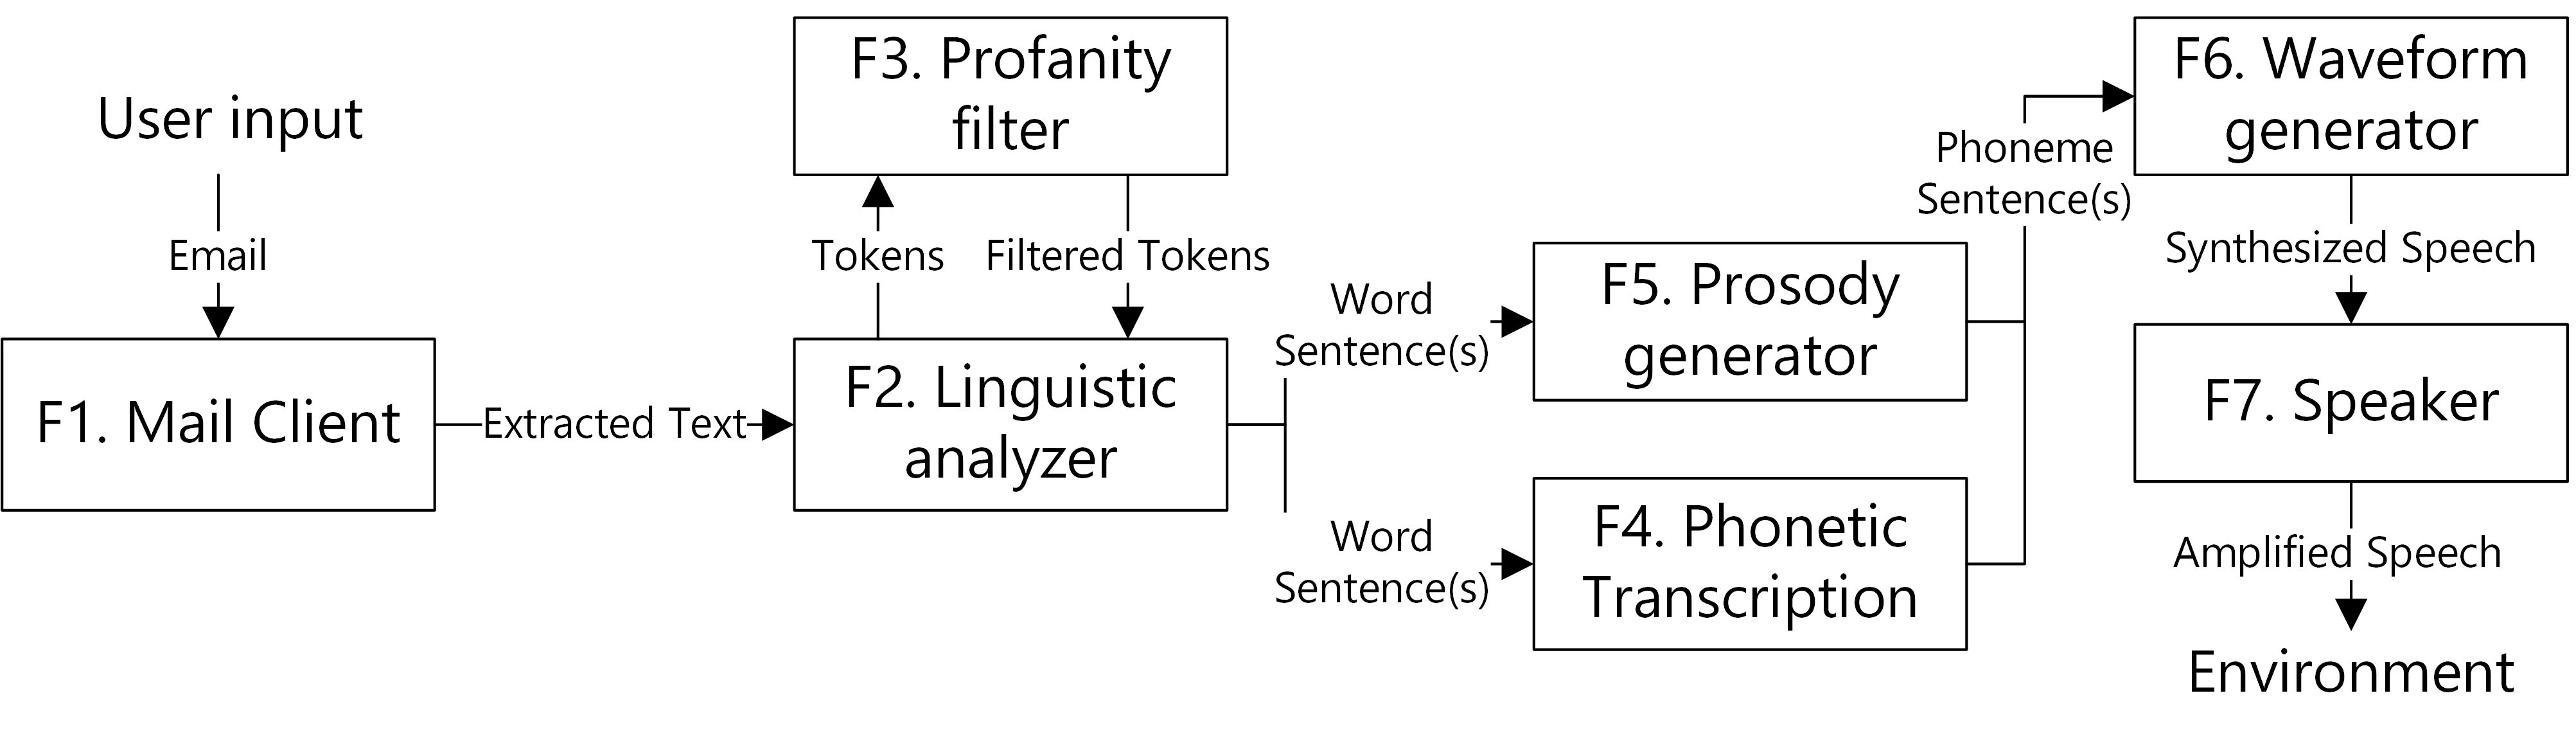 User input
Email
F1. Mail Client
Extracted Text
F3. Profanity
filter
Tokens
Filtered Tokens
F2. Linguistic
analyzer
Word
Sentence(s)
Word
Sentence(s)
F5. Prosody
generator
F4. Phonetic
Transcription
Phoneme
Sentence(s)
F6. Waveform
generator
Synthesized Speech
F7. Speaker
Amplified Speech
Environment